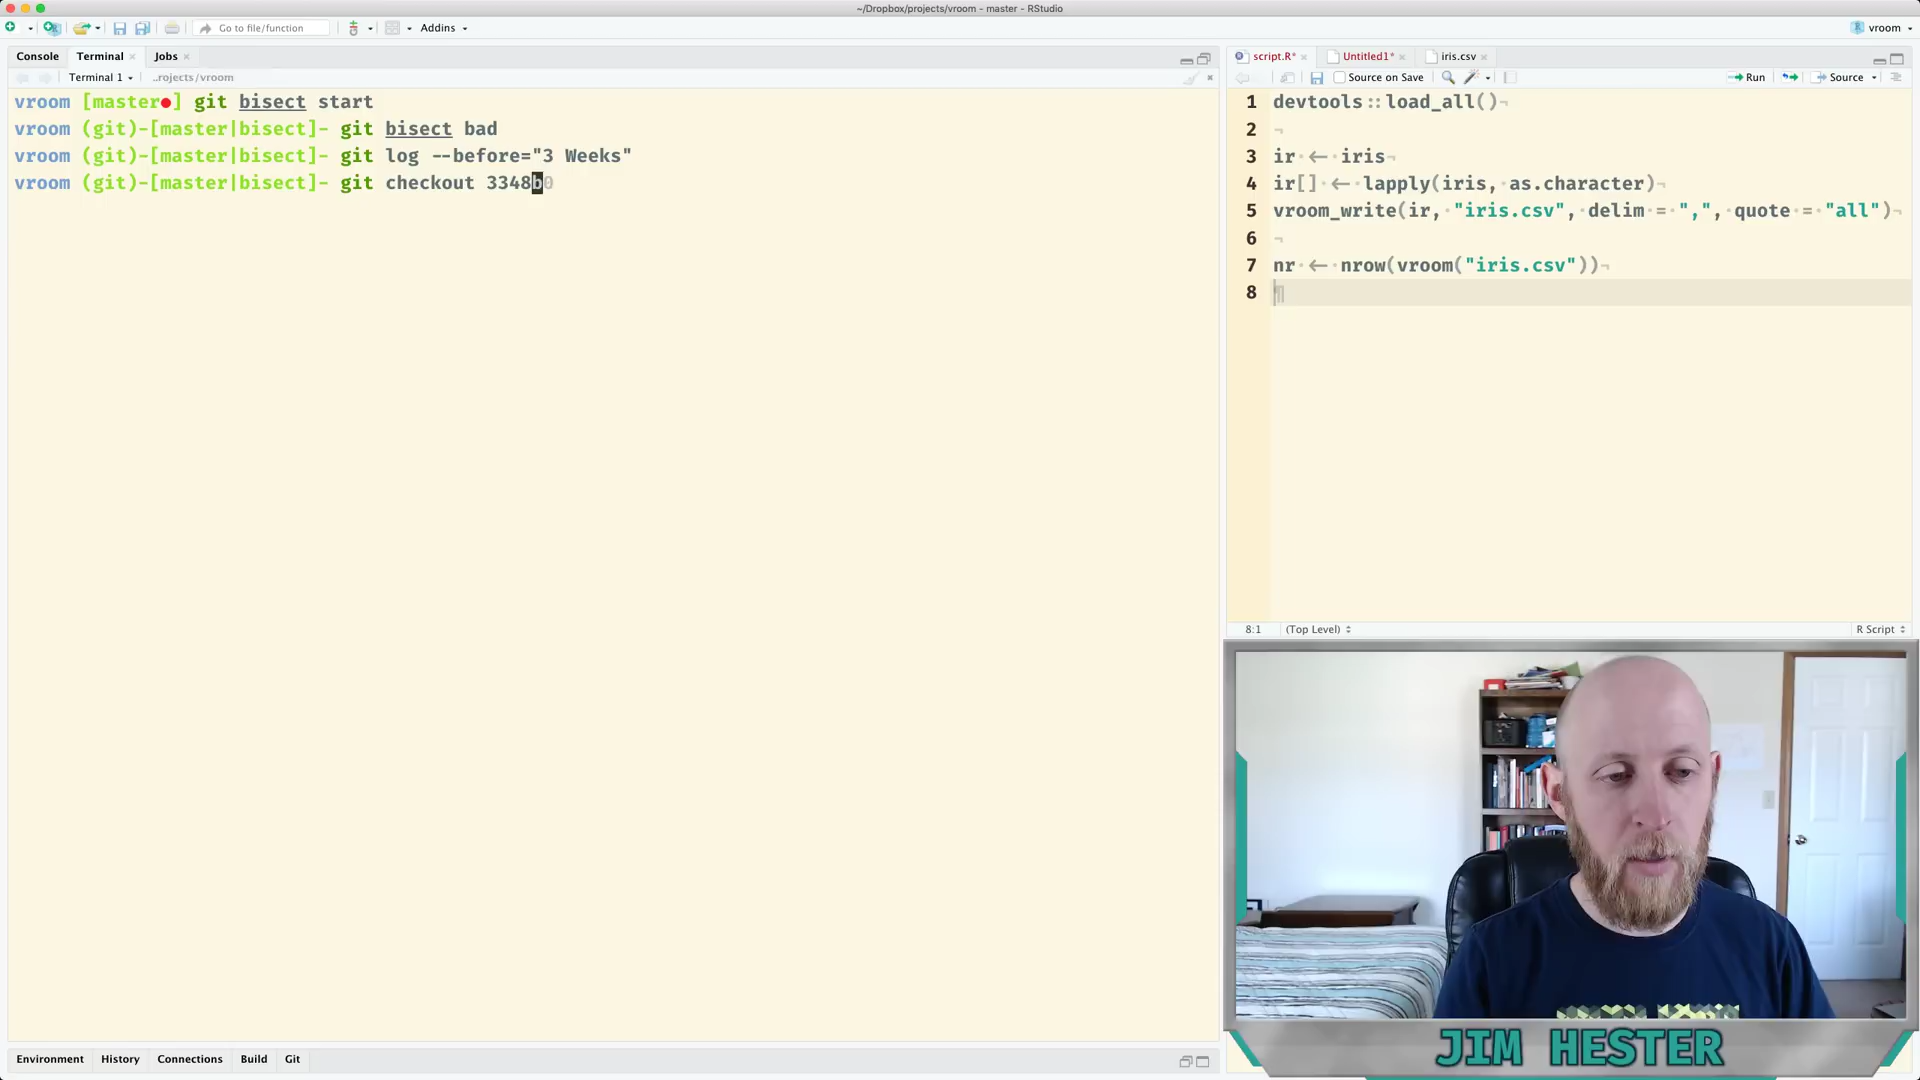 ~/Dropbox/projects/vroom - master - RStudio
Go to file/function
Addins
vroom
Console
Terminal
Jobs
Terminal 1
..rojects/vroom
vroom [master●] git bisect start
vroom (git)-[master|bisect]- git bisect bad
vroom (git)-[master|bisect]- git log --before="3 Weeks"
vroom (git)-[master|bisect]- git checkout 3348b0
script.R*
Untitled1*
iris.csv
Source on Save
Run
Source
1 devtools::load_all()¬
2 ¬
3 ir·<-·iris¬
4 ir[]·<-·lapply(iris,·as.character)¬
5 vroom_write(ir,·"iris.csv",·delim·=·",",·quote·=·"all")¬
6 ¬
7 nr·<-·nrow(vroom("iris.csv"))¬
8 ¶
8:1
(Top Level)
R Script
Environment
History
Connections
Build
Git
JIM HESTER